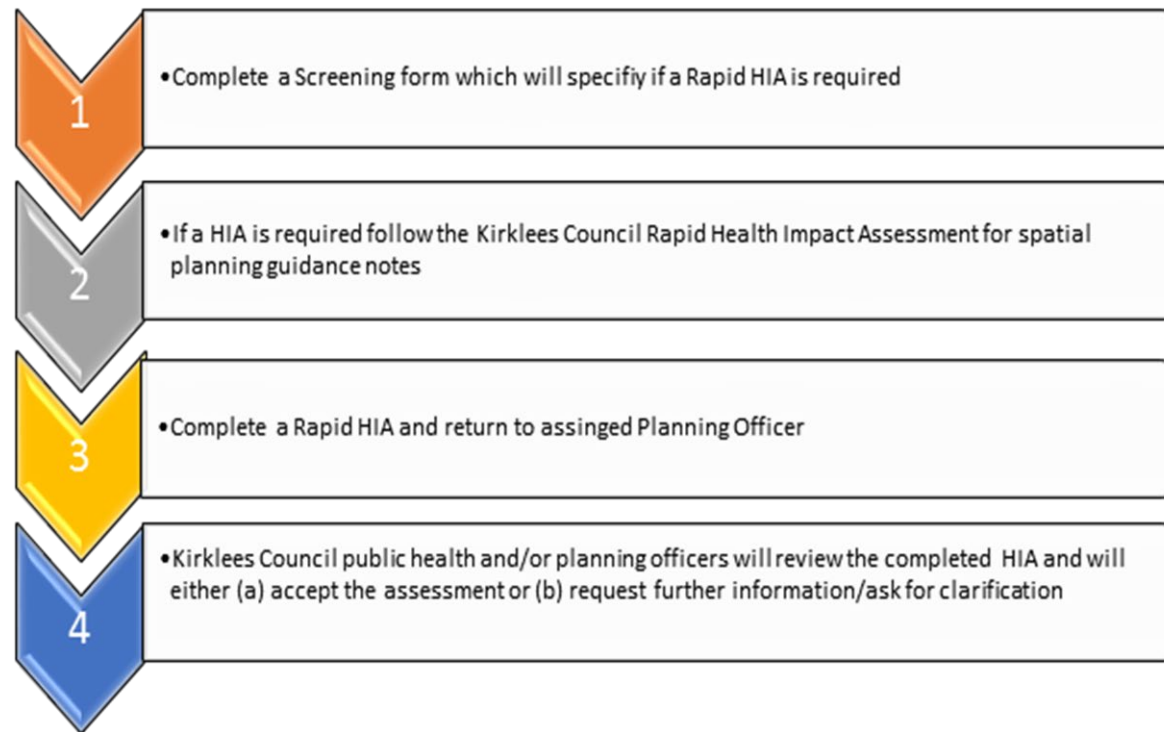 1
•Complete a Screening form which will specifiy if a Rapid HIA is required
2
•If a HIA is required follow the Kirklees Council Rapid Health Impact Assessment for spatial
planning guidance notes
3
•Complete a Rapid HIA and return to assinged Planning Officer
4
•Kirklees Council public health and/or planning officers will review the completed HIA and will
either (a) accept the assessment or (b) request further information/ask for clarification